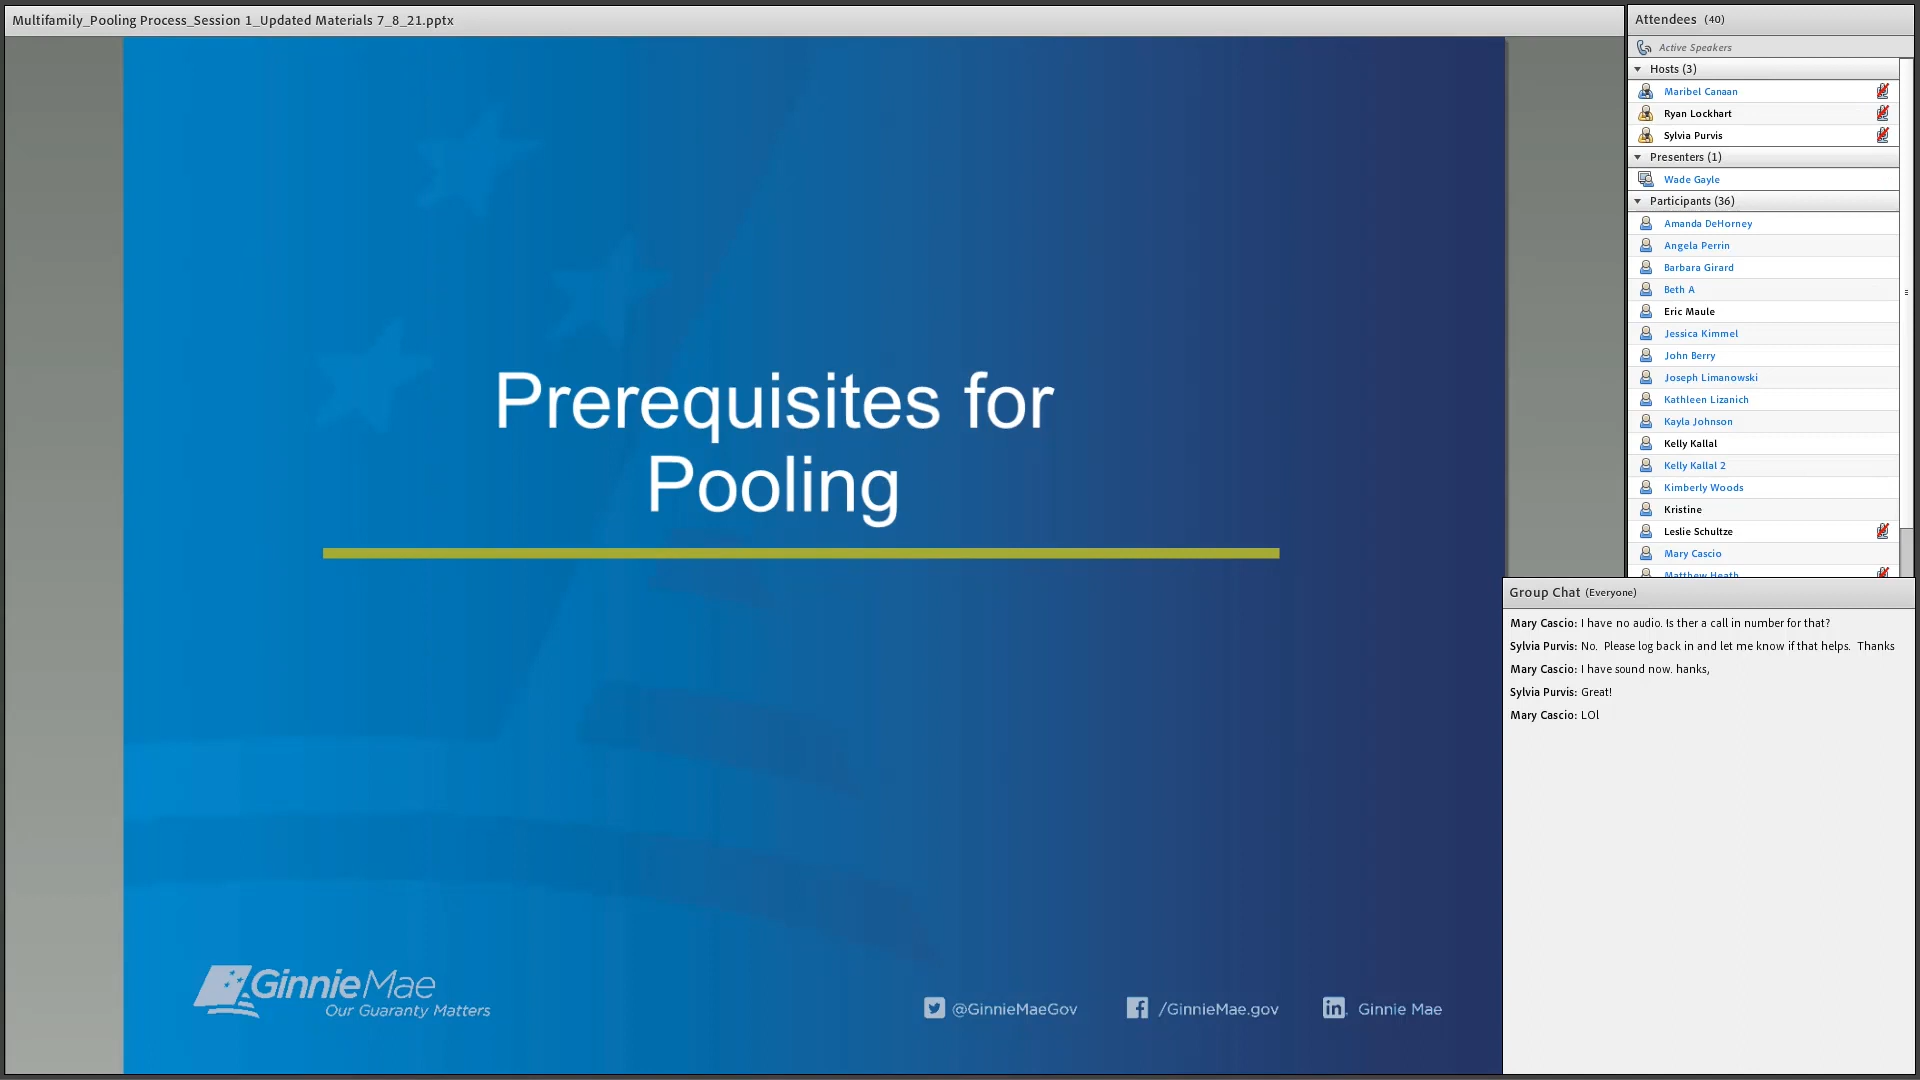 Multifamily_Pooling Process_Session 1_Updated Materials 7_8_21.pptx
Prerequisites for
Pooling
GinnieMae
Our Guaranty Matters
@GinnieMaeGov
/GinnieMae.gov
in
Ginnie Mae
Attendees (40)
Active Speakers
Hosts (3)
Maribel Canaan
Ryan Lockhart
Sylvia Purvis
Presenters (1)
Wade Gayle
Participants (36)
Amanda DeHorney
Angela Perrin
Barbara Girard
Beth A
Eric Maule
Jessica Kimmel
John Berry
Joseph Limanowski
Kathleen Lizanich
Kayla Johnson
Kelly Kallal
Kelly Kallal 2
Kimberly Woods
Kristine
Leslie Schultze
Mary Cascio
Matthew Heath
Group Chat (Everyone)
Mary Cascio: I have no audio. Is ther a call in number for that?
Sylvia Purvis: No. Please log back in and let me know if that helps. Thanks
Mary Cascio: I have sound now. hanks,
Sylvia Purvis: Great!
Mary Cascio: LOl